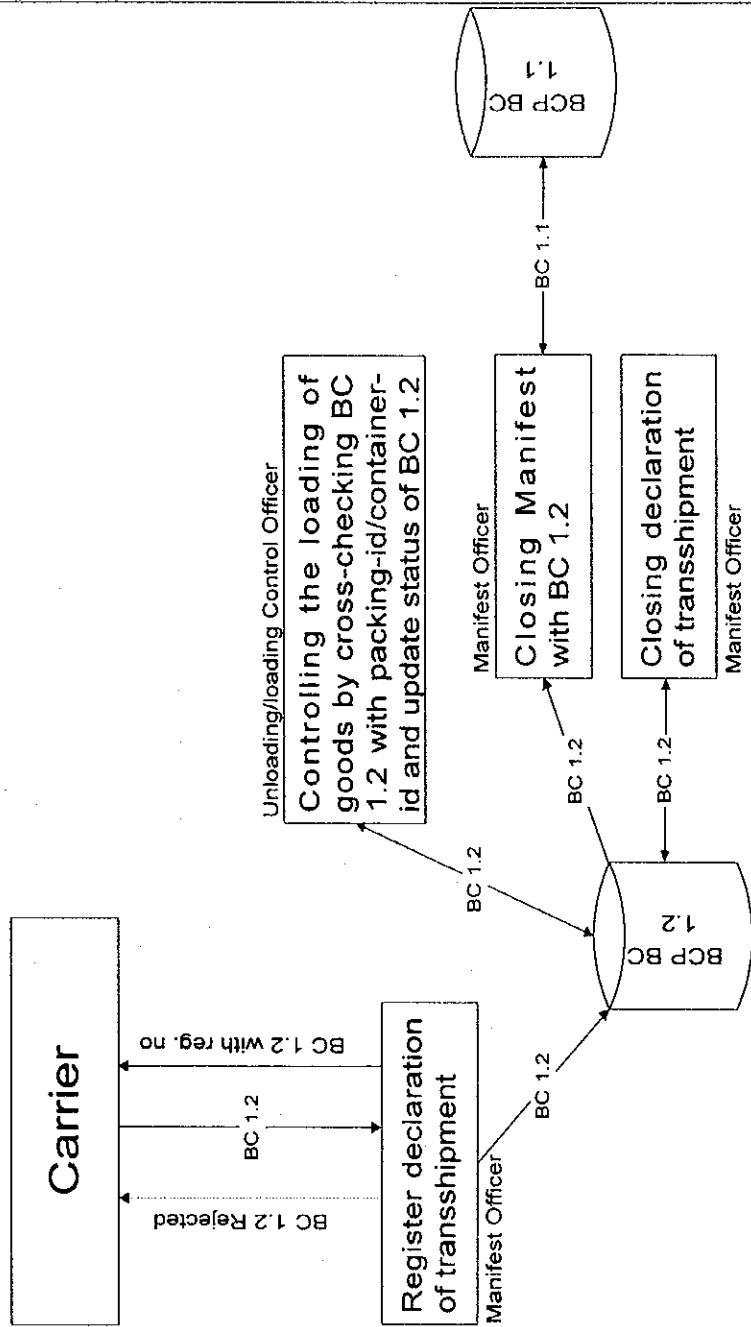 Carrier
BC 1.2 Rejected
BC 1.2
BC 1.2 with reg. no
Register declaration
of transshipment
Manifest Officer
BC 1.2
BCP BC
1.2
BC 1.2
Unloading/loading Control Officer
Controlling the loading of
goods by cross-checking BC
1.2 with packing-id/container-
id and update status of BC 1.2
BC 1.2
Manifest Officer
Closing Manifest
with BC 1.2
BC 1.1
BCP BC
1.1
BC 1.2
Closing declaration
of transshipment
Manifest Officer